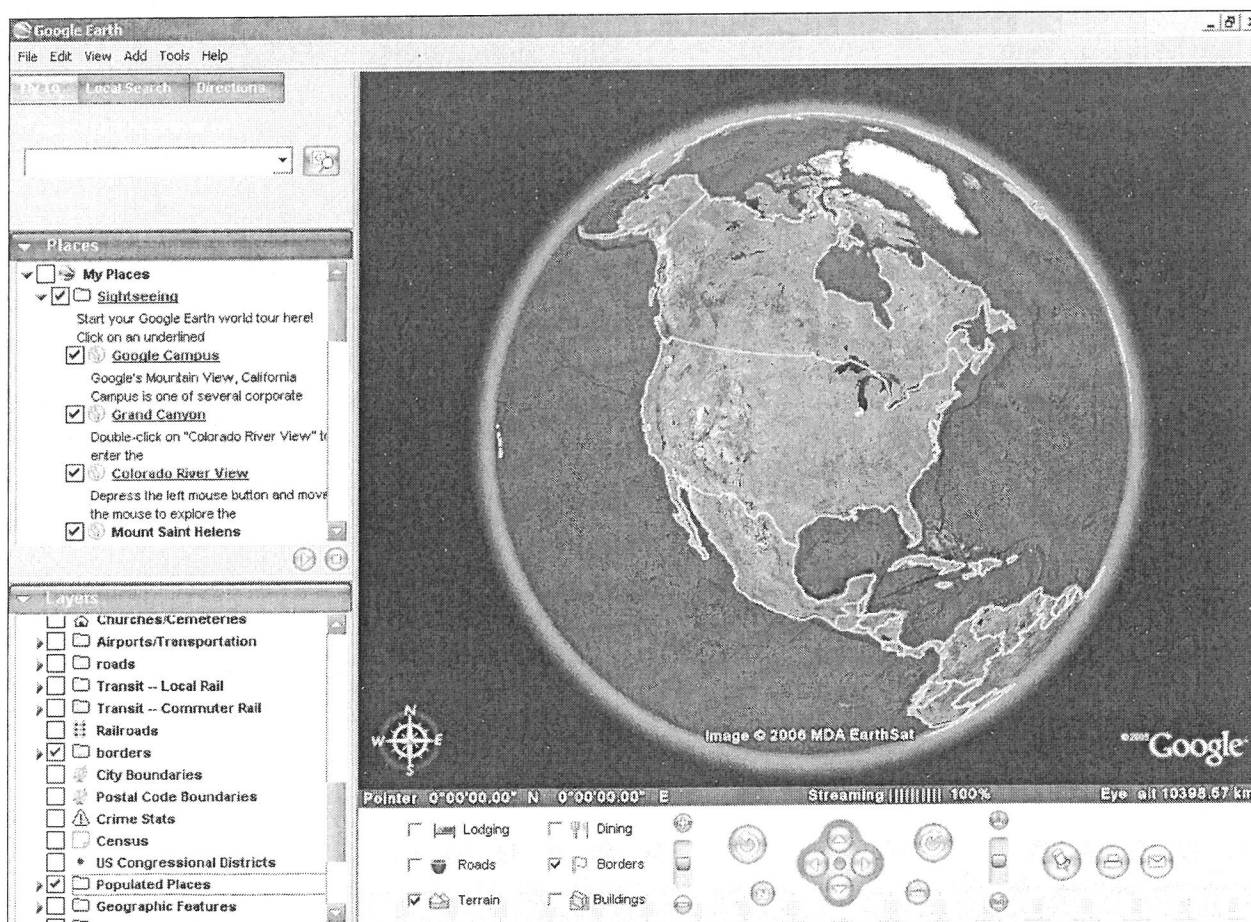 Google Earth
File Edit View Add Tools Help
Fly To Local Search Directions
Places
My Places
Sightseeing
Start your Google Earth world tour here!
Click on an underlined
Google Campus
Google's Mountain View, California
Campus is one of several corporate
Grand Canyon
Double-click on "Colorado River View" to
enter the
Colorado River View
Depress the left mouse button and move
the mouse to explore the
Mount Saint Helens
Layers
Churches/Cemeteries
Airports/Transportation
roads
Transit -- Local Rail
Transit -- Commuter Rail
Railroads
borders
City Boundaries
Postal Code Boundaries
Crime Stats
Census
US Congressional Districts
Populated Places
Geographic Features
N
W E
S
Image © 2006 MDA EarthSat
©2005 Google
Pointer 0°00'00.00" N 0°00'00.00" E Streaming |||||||||| 100% Eye alt 10398.67 km
Lodging Dining
Roads Borders
Terrain Buildings